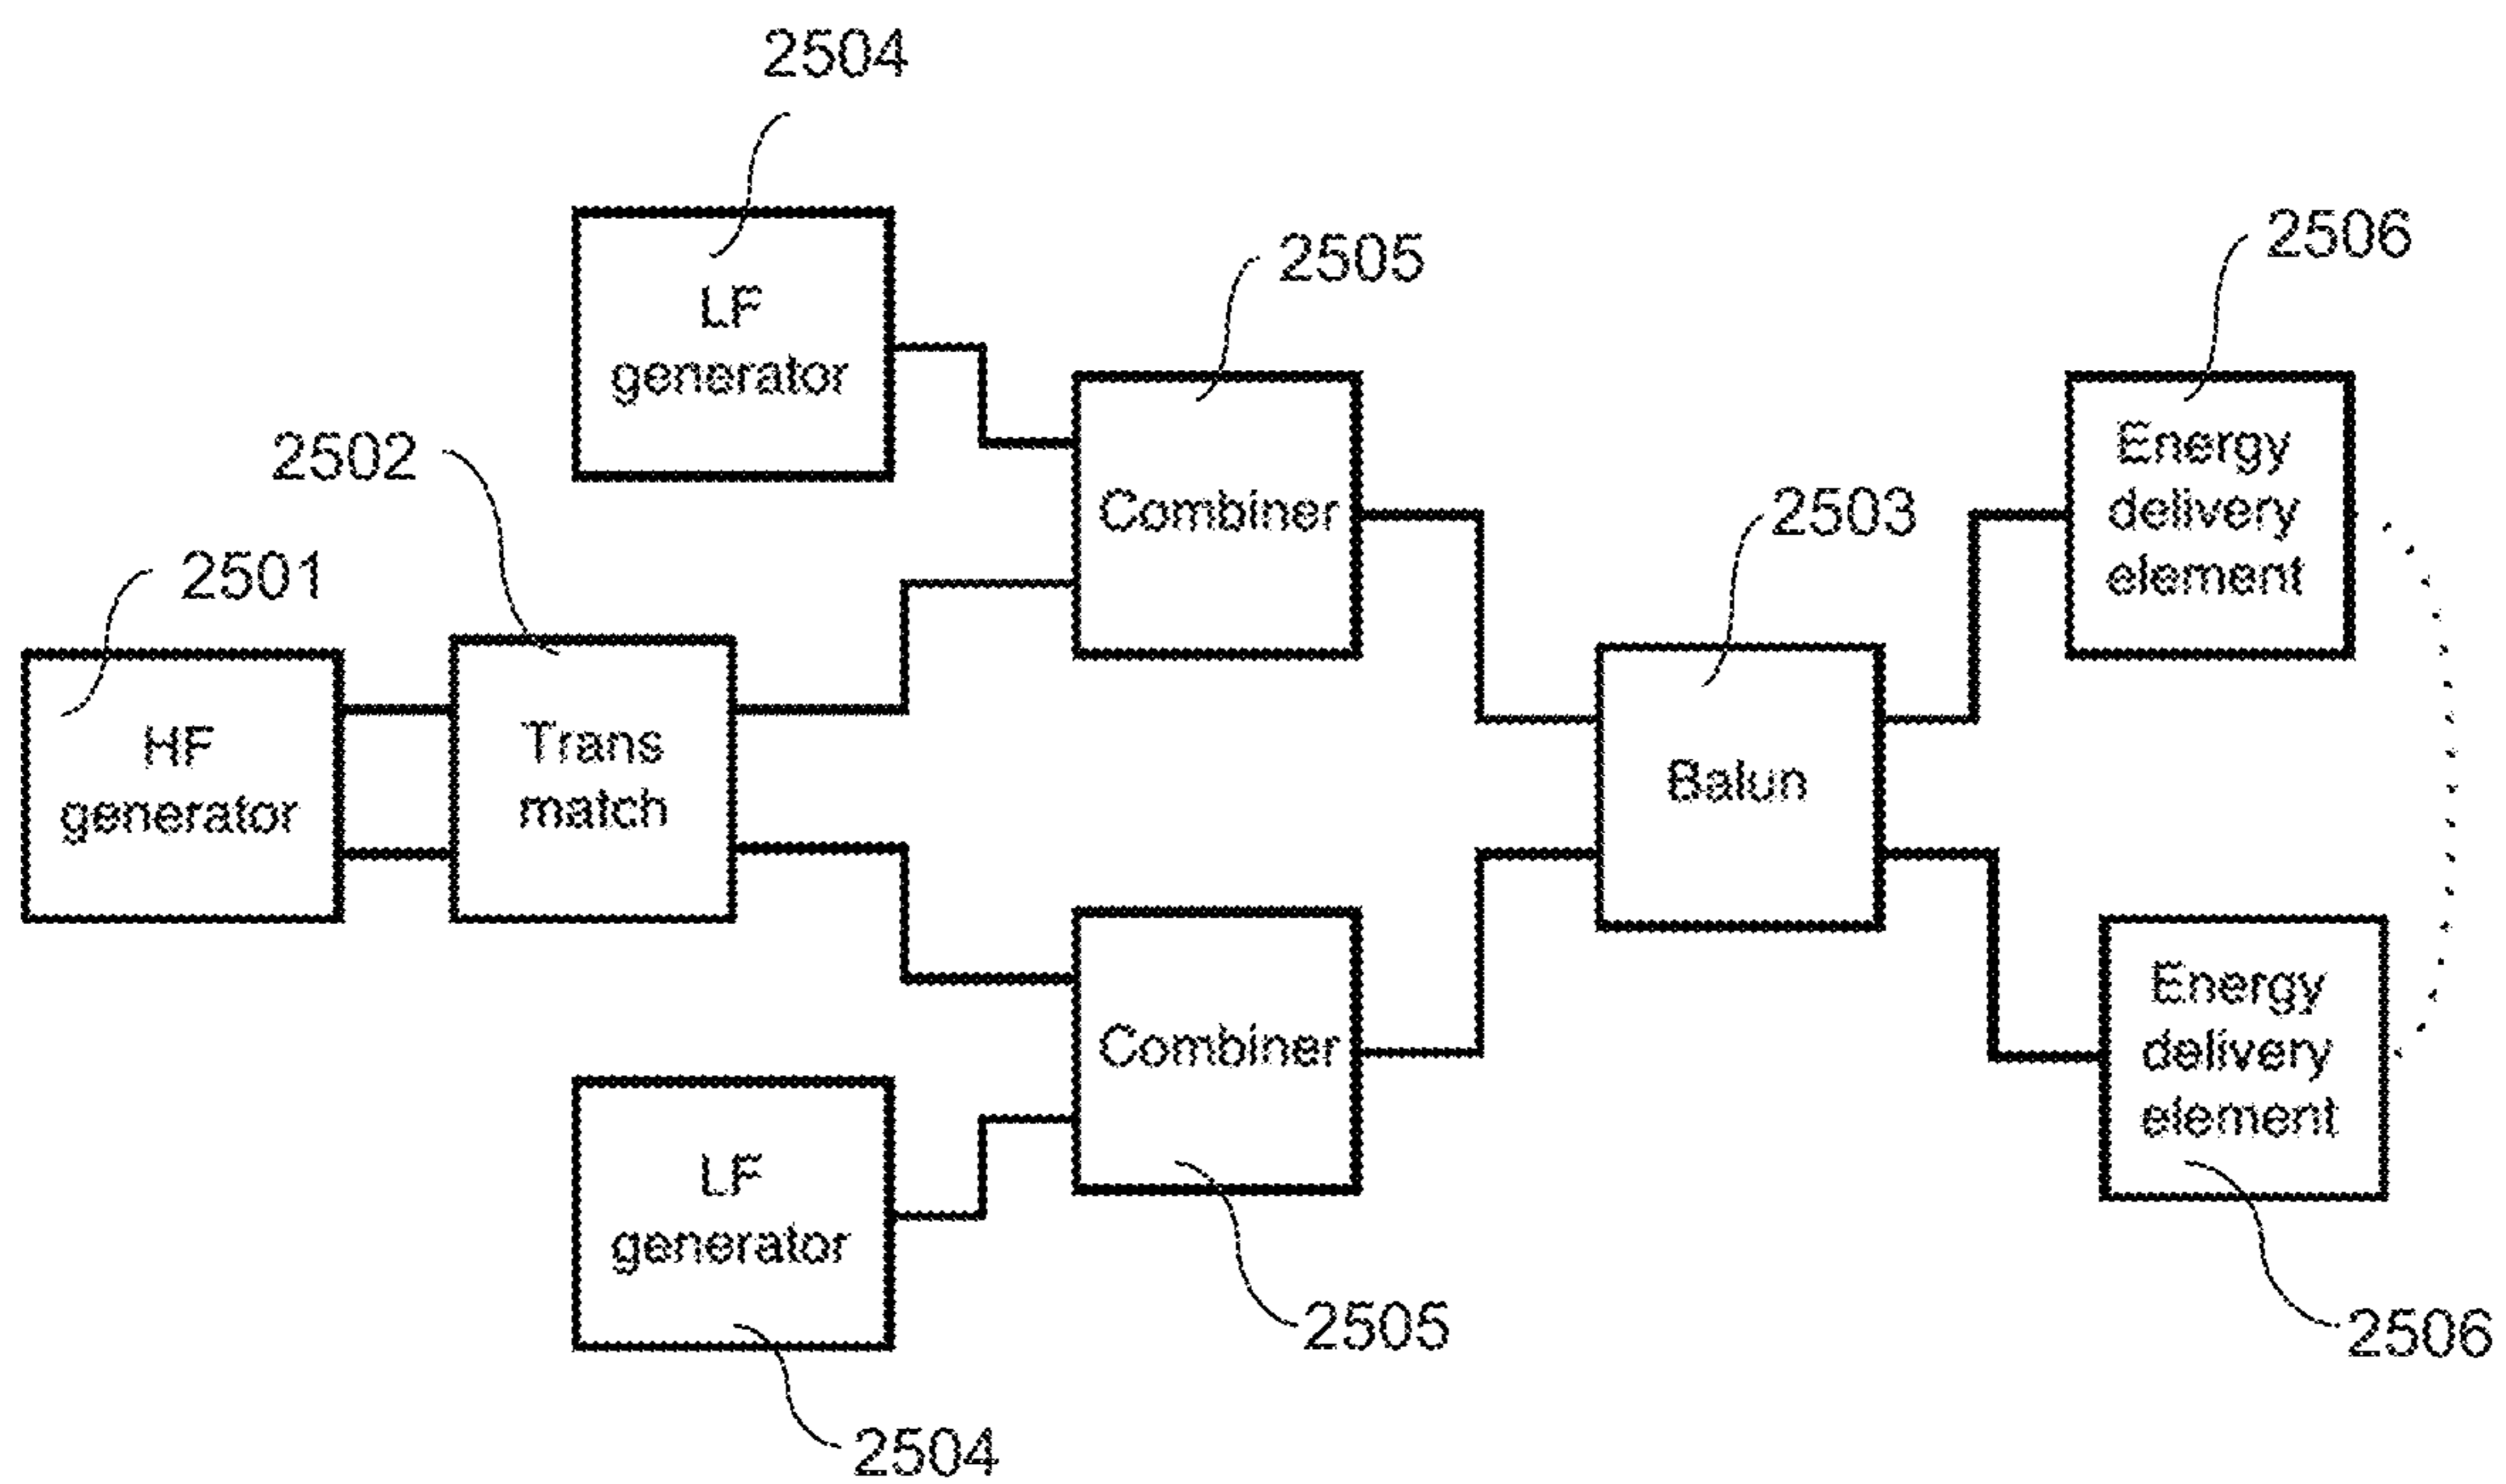 2504
LF
generator
2505
2506
2502
Energy
delivery
element
Combiner
2503
2501
HF
generator
Trans
match
Balun
Energy
delivery
element
Combiner
LF
generator
2505
2506
2504